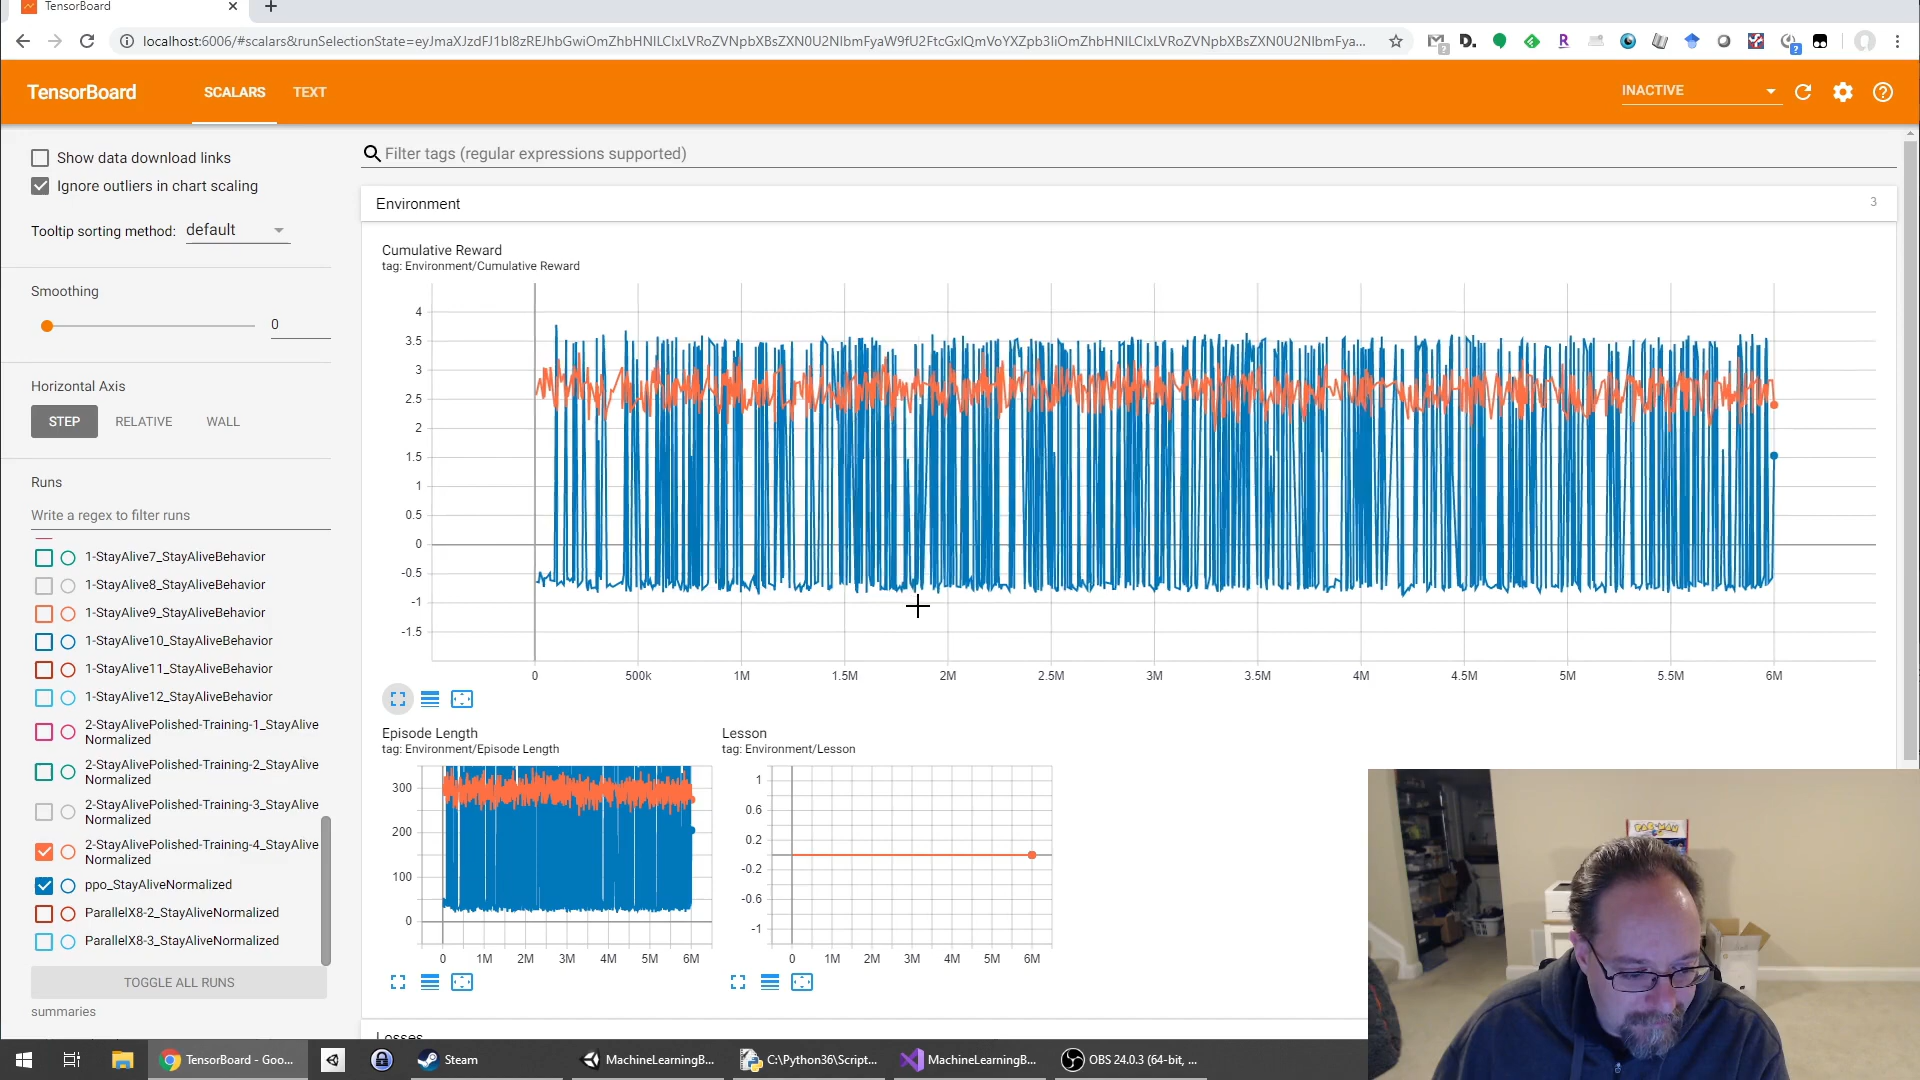 TensorBoard
localhost:6006/#scalars&runSelectionState=eyJmaXJzdFJ1bl8zREJhbGwiOmZhbHNlLCIxLVRoZVNpbXBsZXN0U2NlbmFyaW9fU2FtcGxlQmVoYXZpb3IiOmZhbHNlLCIxLVRoZVNpbXBsZXN0U2NlbmFya...
TensorBoard
SCALARS
TEXT
INACTIVE
Show data download links
Ignore outliers in chart scaling
Tooltip sorting method: default
Smoothing
0
Horizontal Axis
STEP
RELATIVE
WALL
Runs
Write a regex to filter runs
1-StayAlive7_StayAliveBehavior
1-StayAlive8_StayAliveBehavior
1-StayAlive9_StayAliveBehavior
1-StayAlive10_StayAliveBehavior
1-StayAlive11_StayAliveBehavior
1-StayAlive12_StayAliveBehavior
2-StayAlivePolished-Training-1_StayAlive
Normalized
2-StayAlivePolished-Training-2_StayAlive
Normalized
2-StayAlivePolished-Training-3_StayAlive
Normalized
2-StayAlivePolished-Training-4_StayAlive
Normalized
ppo_StayAliveNormalized
ParallelX8-2_StayAliveNormalized
ParallelX8-3_StayAliveNormalized
TOGGLE ALL RUNS
summaries
Filter tags (regular expressions supported)
Environment
3
Cumulative Reward
tag: Environment/Cumulative Reward
4
3.5
3
2.5
2
1.5
1
0.5
0
-0.5
-1
-1.5
0 500k 1M 1.5M 2M 2.5M 3M 3.5M 4M 4.5M 5M 5.5M 6M
Episode Length
tag: Environment/Episode Length
300
200
100
0
0 1M 2M 3M 4M 5M 6M
Lesson
tag: Environment/Lesson
1
0.6
0.2
-0.2
-0.6
-1
0 1M 2M 3M 4M 5M 6M
Losses
PAC-MAN
TensorBoard - Goo...
Steam
MachineLearningB...
C:\Python36\Script...
MachineLearningB...
OBS 24.0.3 (64-bit, ...